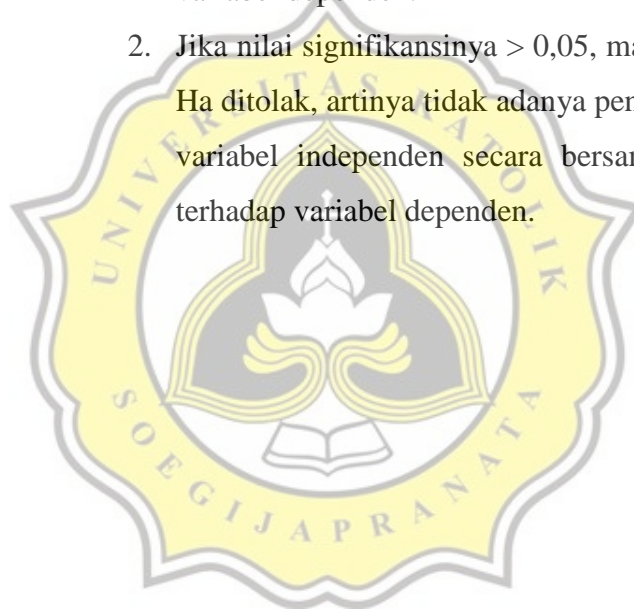 2. Jika nilai signifikansinya > 0,05, ma
Ha ditolak, artinya tidak adanya pen
variabel independen secara bersar
terhadap variabel dependen.
UNIVERSITAS KATOLIK
SOEGIJAPRANATA